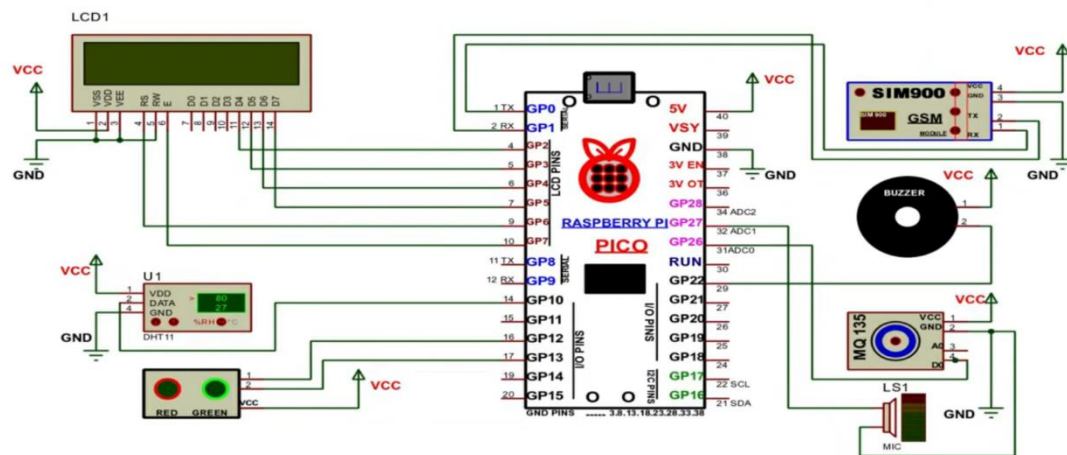 LCD1
VSS VDD VEE RS RW E D0 D1 D2 D3 D4 D5 D6 D7
1 2 3 4 5 6 7 8 9 10 11 12 13 14
VCC
GND
1 TX GP0
2 RX GP1
SERIAL
4 GP2
5 GP3
6 GP4
7 GP5
9 GP6
10 GP7
LCD PINS
11 TX GP8
12 RX GP9
SERIAL
14 GP10
15 GP11
16 GP12
17 GP13
19 GP14
20 GP15
I/O PINS
GND PINS ----- 3.8.13.18.23.28.33.38
RASPBERRY PI
PICO
5V 40
VSY 39
GND 38
3V EN 37
3V OT 36
GP28 34 ADC2
GP27 32 ADC1
GP26 31 ADC0
RUN 30
GP22 29
GP21 27
GP20 26
GP19 25
GP18 24
I/O PINS
GP17 22 SCL
GP16 21 SDA
I2C PINS
VCC
GND
U1
VCC
1 VDD
2 DATA
4 GND
80
27
%RH °C
DHT11
GND
1
2
VCC
RED GREEN
VCC
SIM900
SIM 900
GSM
MODULE
VCC 4
GND 3
TX 2
RX 1
VCC
GND
BUZZER
1
2
VCC
MQ 135
VCC 1
GND 2
A0 3
D0 4
VCC
LS1
MIC
GND